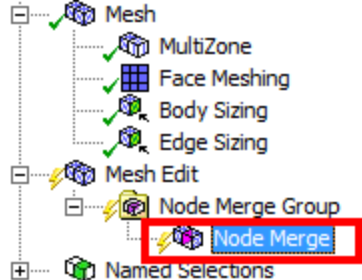 Mesh
MultiZone
Face Meshing
Body Sizing
Edge Sizing
Mesh Edit
Node Merge Group
Node Merge
Named Selections